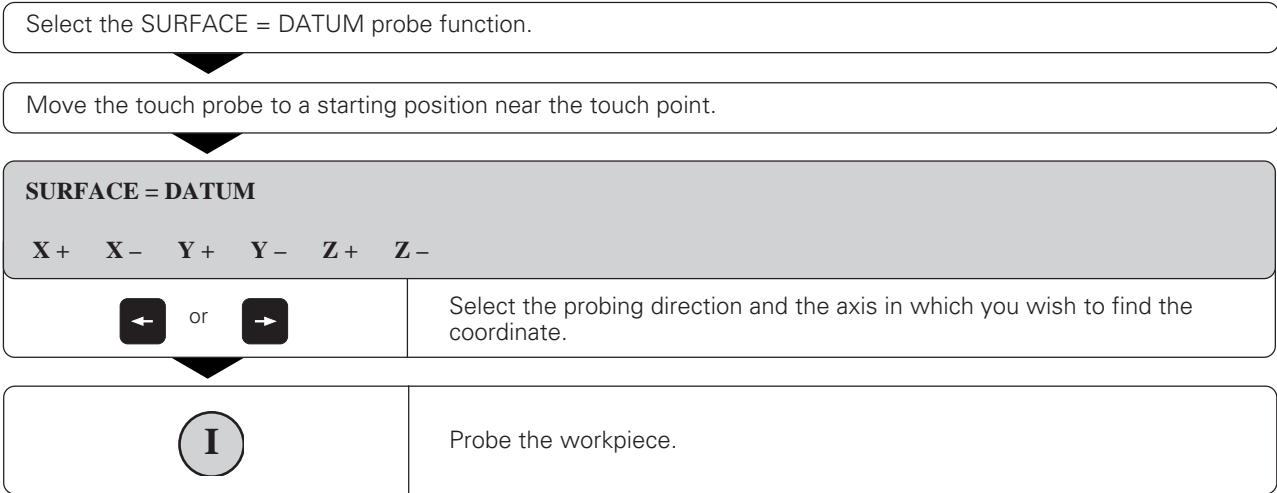 Select the SURFACE = DATUM probe function.
Move the touch probe to a starting position near the touch point.
SURFACE = DATUM
X + X – Y + Y – Z + Z –
or
Select the probing direction and the axis in which you wish to find the
coordinate.
I
Probe the workpiece.